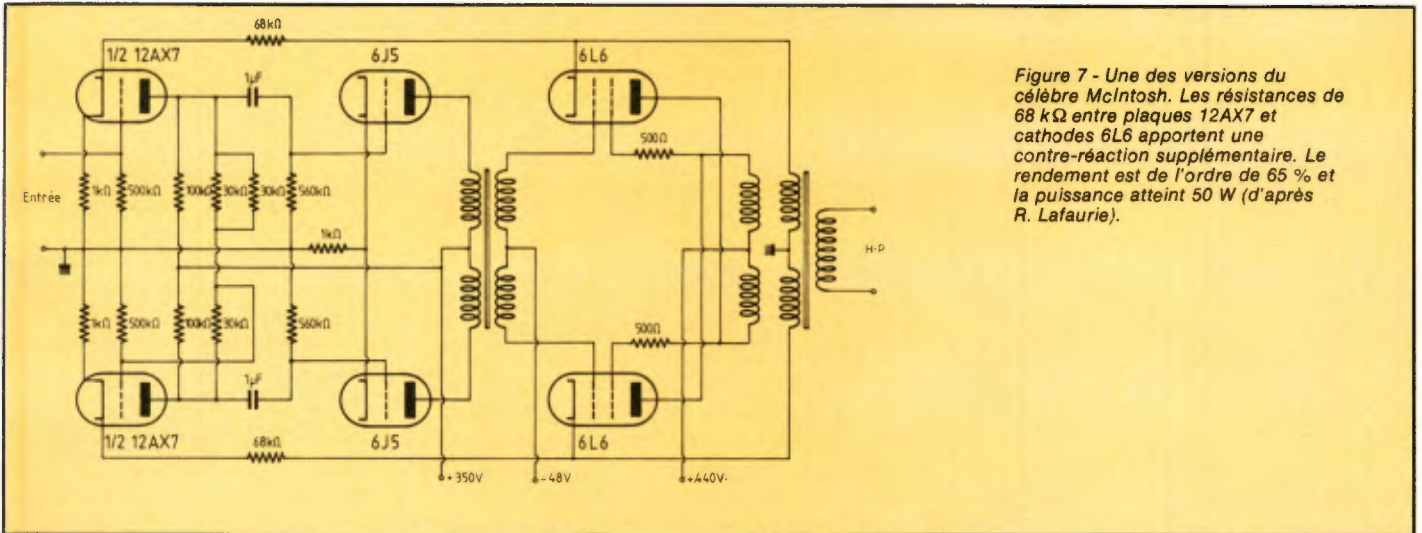 68kΩ
1/2 12AX7
6J5
6L6
1µF
500Ω
Entrée
1kΩ
500kΩ
100kΩ
30kΩ
30kΩ
560kΩ
1kΩ
H·P
1kΩ
500kΩ
100kΩ
30kΩ
560kΩ
500Ω
1µF
1/2 12AX7
68kΩ
6J5
6L6
+350V
-48V
+440V·
Figure 7 - Une des versions du
célèbre McIntosh. Les résistances de
68 kΩ entre plaques 12AX7 et
cathodes 6L6 apportent une
contre-réaction supplémentaire. Le
rendement est de l'ordre de 65 % et
la puissance atteint 50 W (d'après
R. Lafaurie).